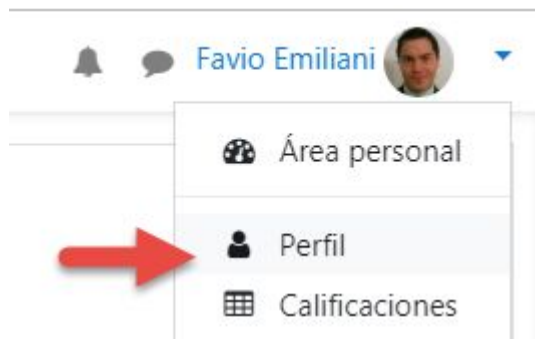 Favio Emiliani
Área personal
Perfil
Calificaciones